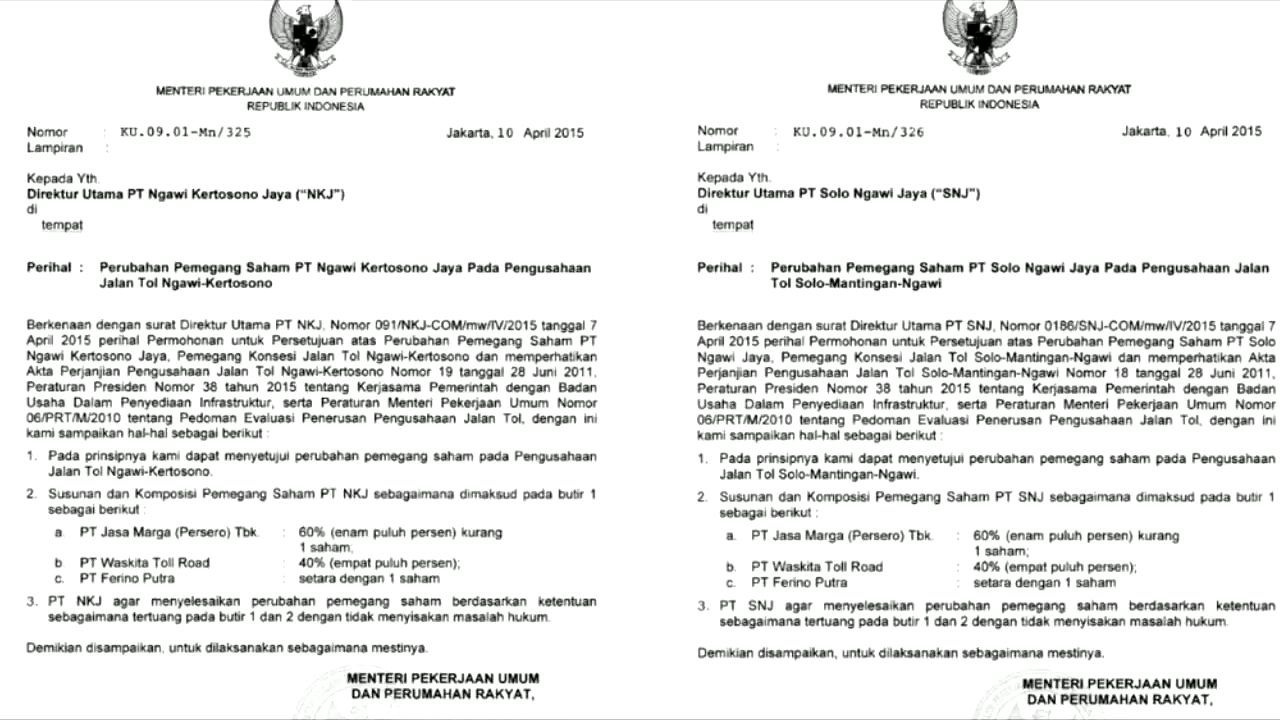 MENTERI PEKERJAAN UMUM DAN PERUMAHAN RAKYAT
REPUBLIK INDONESIA
Nomor : KU.09.01-Mn/325 Jakarta, 10 April 2015
Lampiran :
Kepada Yth.
Direktur Utama PT Ngawi Kertosono Jaya (“NKJ”)
di
tempat
Perihal : Perubahan Pemegang Saham PT Ngawi Kertosono Jaya Pada Pengusahaan
Jalan Tol Ngawi-Kertosono
Berkenaan dengan surat Direktur Utama PT NKJ, Nomor 091/NKJ-COM/mw/IV/2015 tanggal 7
April 2015 perihal Permohonan untuk Persetujuan atas Perubahan Pemegang Saham PT
Ngawi Kertosono Jaya, Pemegang Konsesi Jalan Tol Ngawi-Kertosono dan memperhatikan
Akta Perjanjian Pengusahaan Jalan Tol Ngawi-Kertosono Nomor 19 tanggal 28 Juni 2011,
Peraturan Presiden Nomor 38 tahun 2015 tentang Kerjasama Pemerintah dengan Badan
Usaha Dalam Penyediaan Infrastruktur, serta Peraturan Menteri Pekerjaan Umum Nomor
06/PRT/M/2010 tentang Pedoman Evaluasi Penerusan Pengusahaan Jalan Tol, dengan ini
kami sampaikan hal-hal sebagai berikut :
1. Pada prinsipnya kami dapat menyetujui perubahan pemegang saham pada Pengusahaan
Jalan Tol Ngawi-Kertosono.
2. Susunan dan Komposisi Pemegang Saham PT NKJ sebagaimana dimaksud pada butir 1
sebagai berikut :
a. PT Jasa Marga (Persero) Tbk. : 60% (enam puluh persen) kurang
1 saham;
b. PT Waskita Toll Road : 40% (empat puluh persen);
c. PT Ferino Putra : setara dengan 1 saham
3. PT NKJ agar menyelesaikan perubahan pemegang saham berdasarkan ketentuan
sebagaimana tertuang pada butir 1 dan 2 dengan tidak menyisakan masalah hukum.
Demikian disampaikan, untuk dilaksanakan sebagaimana mestinya.
MENTERI PEKERJAAN UMUM
DAN PERUMAHAN RAKYAT,
MENTERI PEKERJAAN UMUM DAN PERUMAHAN RAKYAT
REPUBLIK INDONESIA
Nomor : KU.09.01-Mn/326 Jakarta, 10 April 2015
Lampiran :
Kepada Yth.
Direktur Utama PT Solo Ngawi Jaya (“SNJ”)
di
tempat
Perihal : Perubahan Pemegang Saham PT Solo Ngawi Jaya Pada Pengusahaan Jalan
Tol Solo-Mantingan-Ngawi
Berkenaan dengan surat Direktur Utama PT SNJ, Nomor 0186/SNJ-COM/mw/IV/2015 tanggal 7
April 2015 perihal Permohonan untuk Persetujuan atas Perubahan Pemegang Saham PT Solo
Ngawi Jaya, Pemegang Konsesi Jalan Tol Solo-Mantingan-Ngawi dan memperhatikan Akta
Perjanjian Pengusahaan Jalan Tol Solo-Mantingan-Ngawi Nomor 18 tanggal 28 Juni 2011,
Peraturan Presiden Nomor 38 tahun 2015 tentang Kerjasama Pemerintah dengan Badan
Usaha Dalam Penyediaan Infrastruktur, serta Peraturan Menteri Pekerjaan Umum Nomor
06/PRT/M/2010 tentang Pedoman Evaluasi Penerusan Pengusahaan Jalan Tol, dengan ini
kami sampaikan hal-hal sebagai berikut :
1. Pada prinsipnya kami dapat menyetujui perubahan pemegang saham pada Pengusahaan
Jalan Tol Solo-Mantingan-Ngawi.
2. Susunan dan Komposisi Pemegang Saham PT SNJ sebagaimana dimaksud pada butir 1
sebagai berikut :
a. PT Jasa Marga (Persero) Tbk. : 60% (enam puluh persen) kurang
1 saham;
b. PT Waskita Toll Road : 40% (empat puluh persen);
c. PT Ferino Putra : setara dengan 1 saham
3. PT SNJ agar menyelesaikan perubahan pemegang saham berdasarkan ketentuan
sebagaimana tertuang pada butir 1 dan 2 dengan tidak menyisakan masalah hukum.
Demikian disampaikan, untuk dilaksanakan sebagaimana mestinya.
MENTERI PEKERJAAN UMUM
DAN PERUMAHAN RAKYAT,